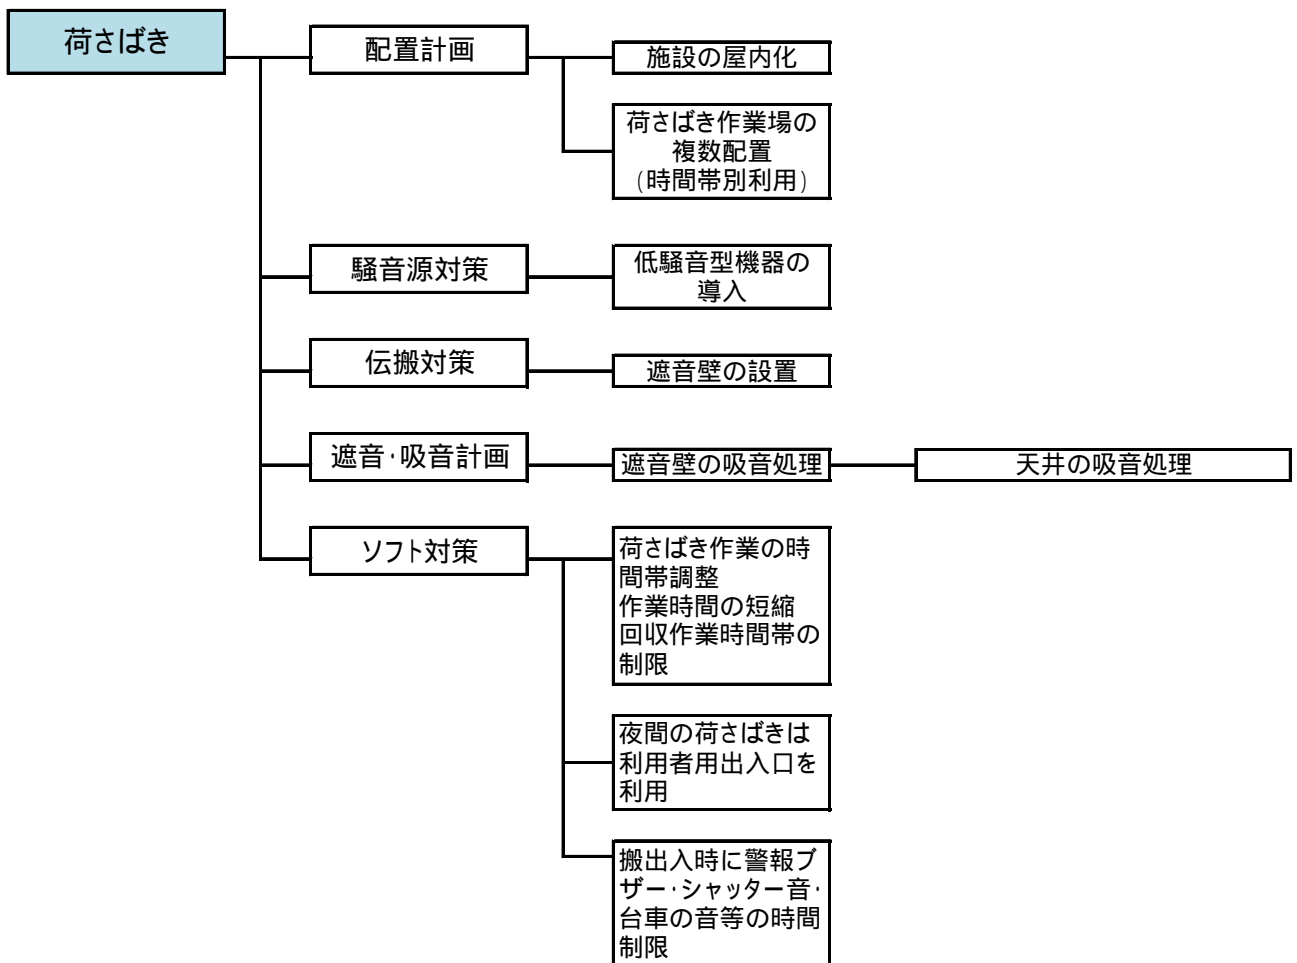 荷さばき
配置計画
施設の屋内化
荷さばき作業場の
複数配置
(時間帯別利用)
騒音源対策
低騒音型機器の
導入
伝搬対策
遮音壁の設置
遮音・吸音計画
遮音壁の吸音処理
天井の吸音処理
ソフト対策
荷さばき作業の時
間帯調整
作業時間の短縮
回収作業時間帯の
制限
夜間の荷さばきは
利用者用出入口を
利用
搬出入時に警報ブ
ザー・シャッター音・
台車の音等の時間
制限